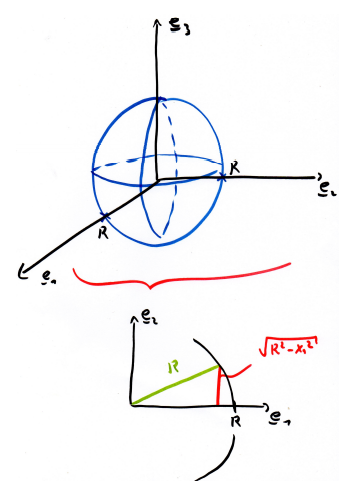 e₃
R
e₂
R
e₁
e₂
√(R²-x₁²)
R
R
e₁